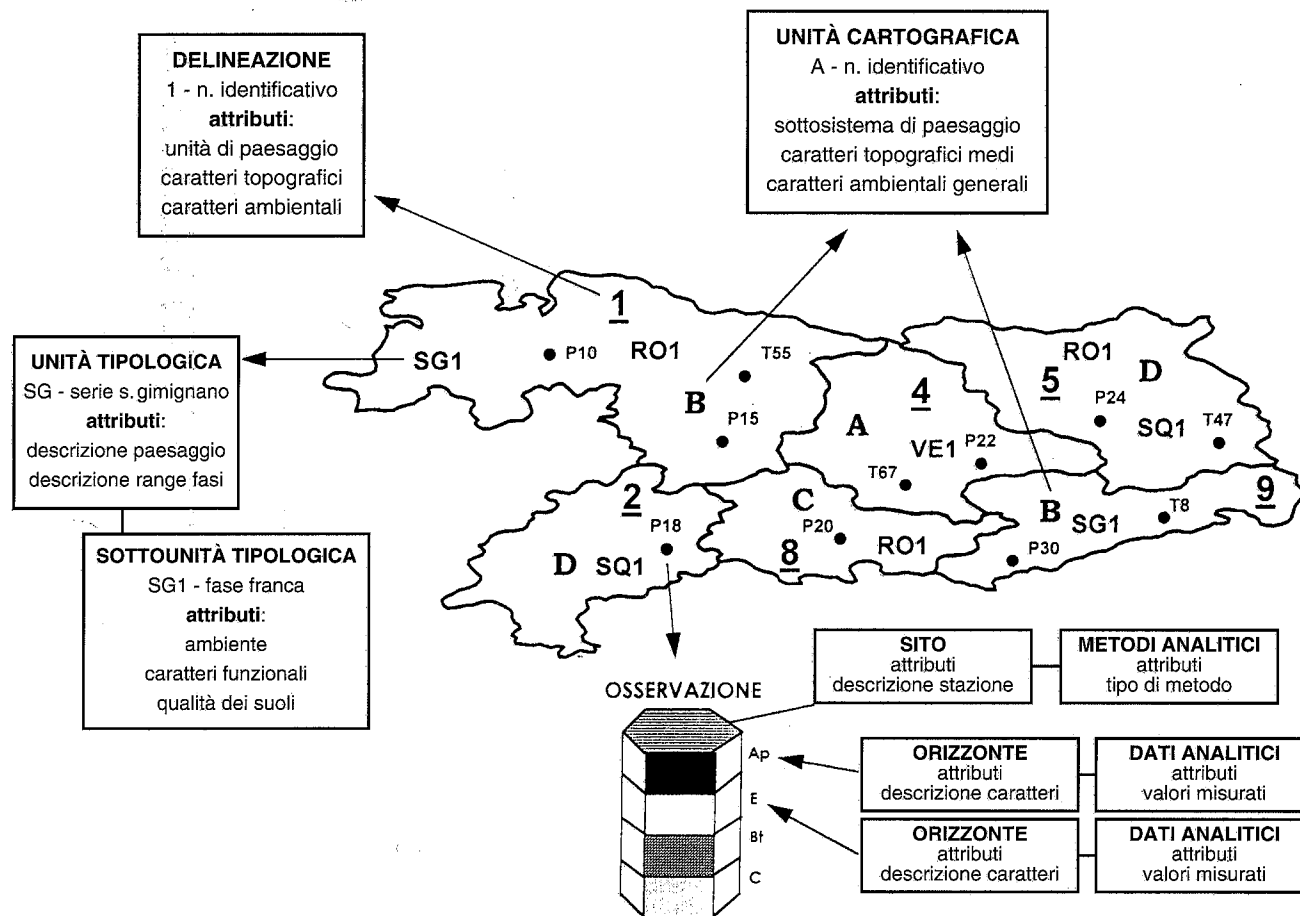 DELINEAZIONE
1 - n. identificativo
attributi:
unità di paesaggio
caratteri topografici
caratteri ambientali
UNITÀ CARTOGRAFICA
A - n. identificativo
attributi:
sottosistema di paesaggio
caratteri topografici medi
caratteri ambientali generali
UNITÀ TIPOLOGICA
SG - serie s.gimignano
attributi:
descrizione paesaggio
descrizione range fasi
SOTTOUNITÀ TIPOLOGICA
SG1 - fase franca
attributi:
ambiente
caratteri funzionali
qualità dei suoli
1
SG1
P10
RO1
T55
B
P15
4
A
VE1
P22
T67
RO1
5
D
P24
SQ1
T47
2
P18
D
SQ1
C
P20
8
RO1
B
SG1
T8
9
P30
OSSERVAZIONE
Ap
E
Bt
C
SITO
attributi
descrizione stazione
METODI ANALITICI
attributi
tipo di metodo
ORIZZONTE
attributi
descrizione caratteri
DATI ANALITICI
attributi
valori misurati
ORIZZONTE
attributi
descrizione caratteri
DATI ANALITICI
attributi
valori misurati